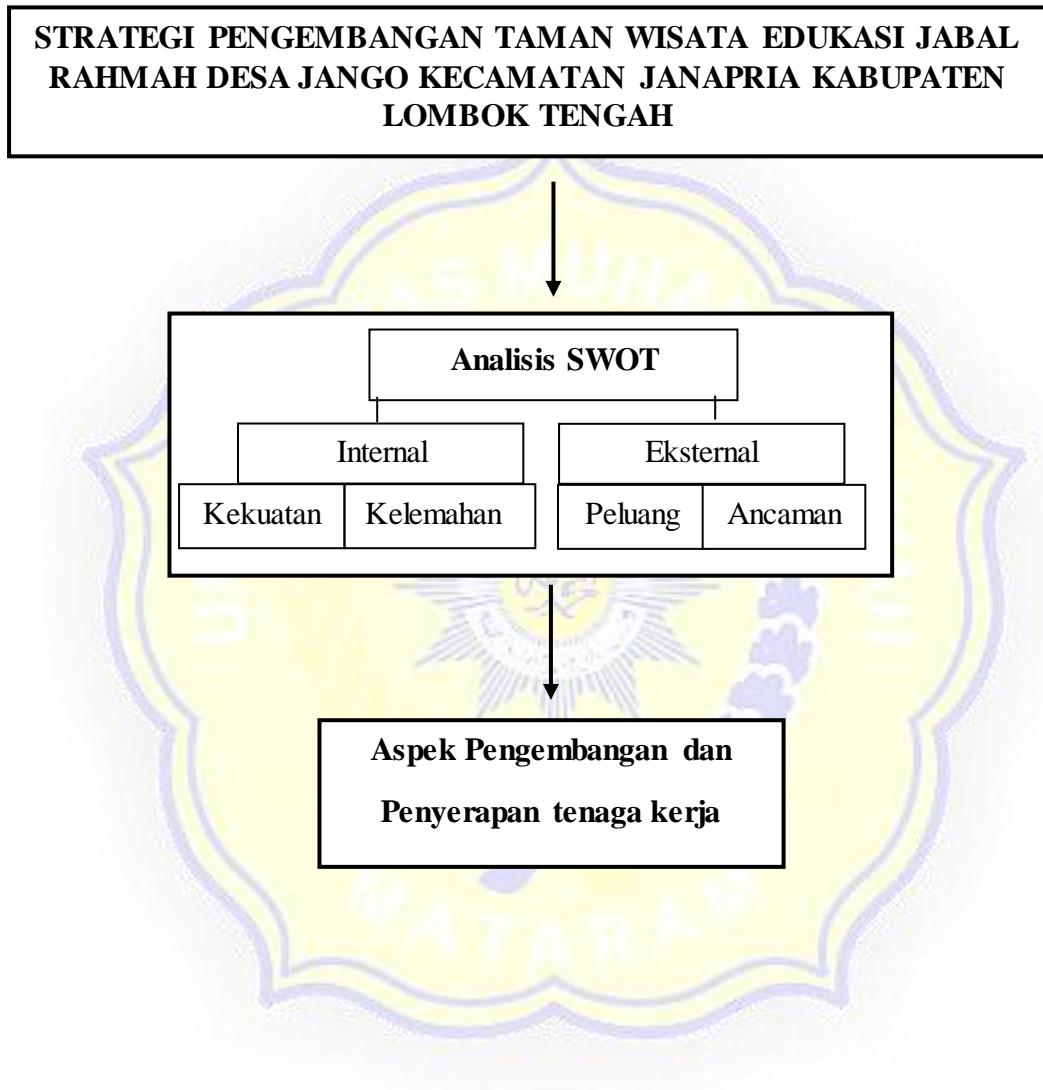 STRATEGI PENGEMBANGAN TAMAN WISATA EDUKASI JABAL
RAHMAH DESA JANGO KECAMATAN JANAPRIA KABUPATEN
LOMBOK TENGAH
Analisis SWOT
Internal
Eksternal
Kekuatan
Kelemahan
Peluang
Ancaman
Aspek Pengembangan dan
Penyerapan tenaga kerja
MATARAM